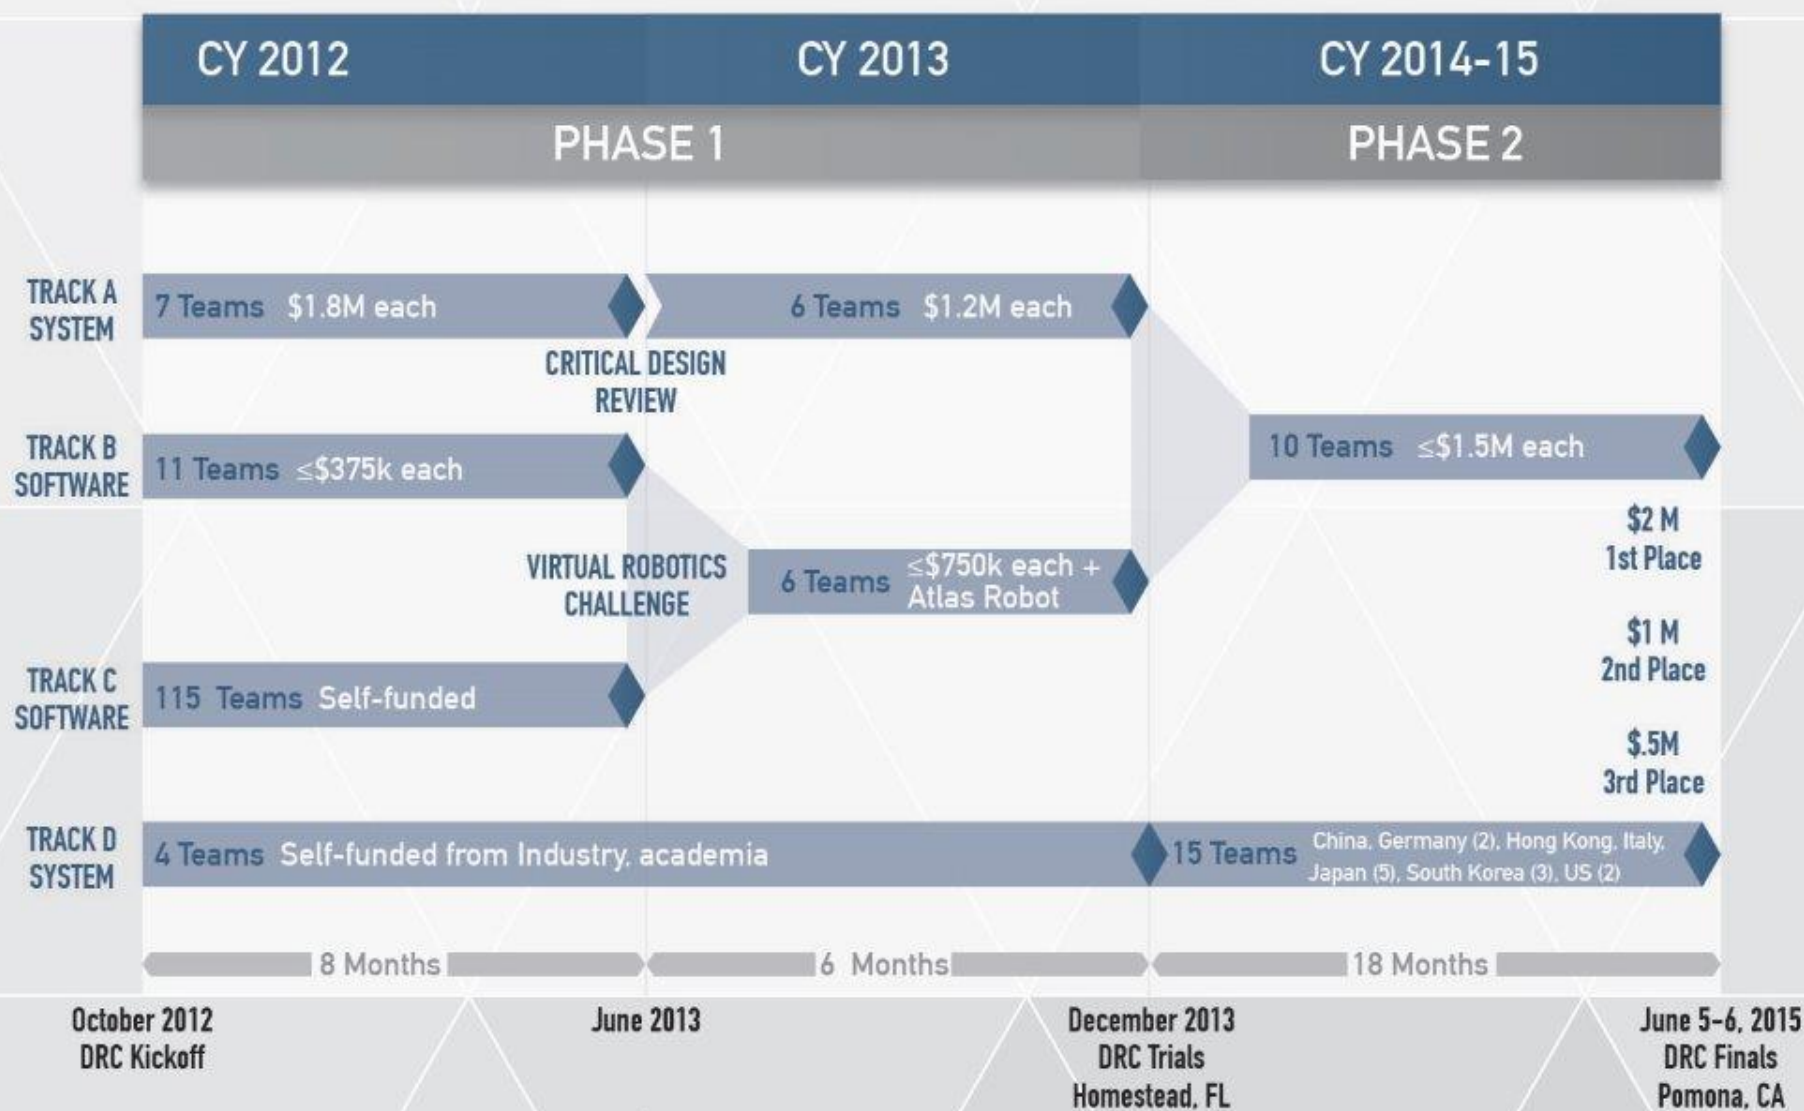 CY 2012
CY 2013
CY 2014-15
PHASE 1
PHASE 2
TRACK A
SYSTEM
7 Teams $1.8M each
6 Teams $1.2M each
CRITICAL DESIGN
REVIEW
TRACK B
SOFTWARE
11 Teams ≤$375k each
10 Teams ≤$1.5M each
VIRTUAL ROBOTICS
CHALLENGE
6 Teams
≤$750k each +
Atlas Robot
$2 M
1st Place
$1 M
2nd Place
$.5M
3rd Place
TRACK C
SOFTWARE
115 Teams Self-funded
TRACK D
SYSTEM
4 Teams Self-funded from Industry, academia
15 Teams
China, Germany (2), Hong Kong, Italy,
Japan (5), South Korea (3), US (2)
8 Months
6 Months
18 Months
October 2012
DRC Kickoff
June 2013
December 2013
DRC Trials
Homestead, FL
June 5-6, 2015
DRC Finals
Pomona, CA